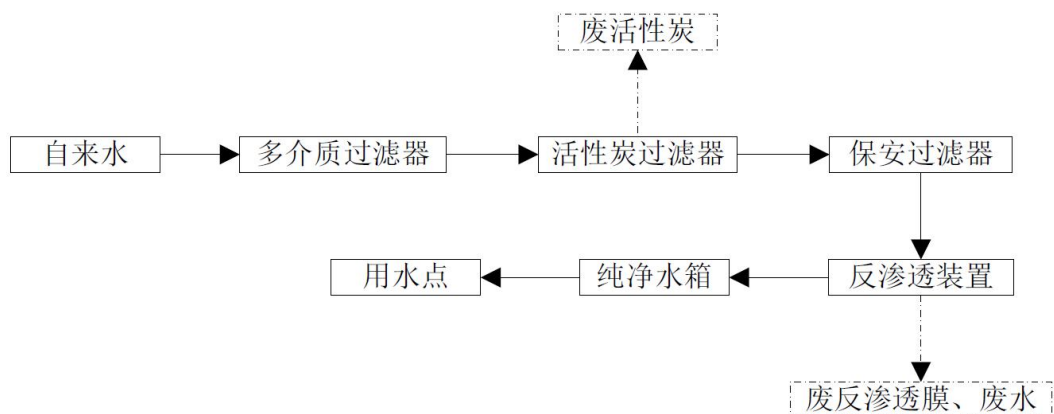 废活性炭
自来水
多介质过滤器
活性炭过滤器
保安过滤器
用水点
纯净水箱
反渗透装置
废反渗透膜、废水